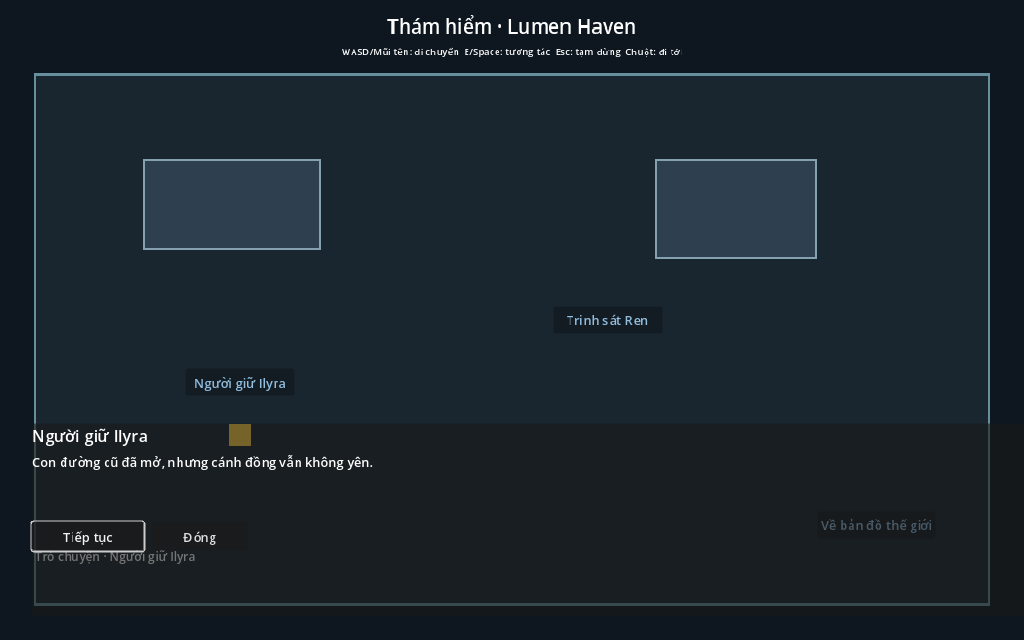 Thám hiểm · Lumen Haven
WASD/Mũi tên: di chuyển E/Space: tương tác Esc: tạm dừng Chuột: đi tới
Trinh sát Ren
Người giữ Ilyra
Người giữ Ilyra
Con đường cũ đã mở, nhưng cánh đồng vẫn không yên.
Về bản đồ thế giới
Tiếp tục Đóng
Trò chuyện · Người giữ Ilyra